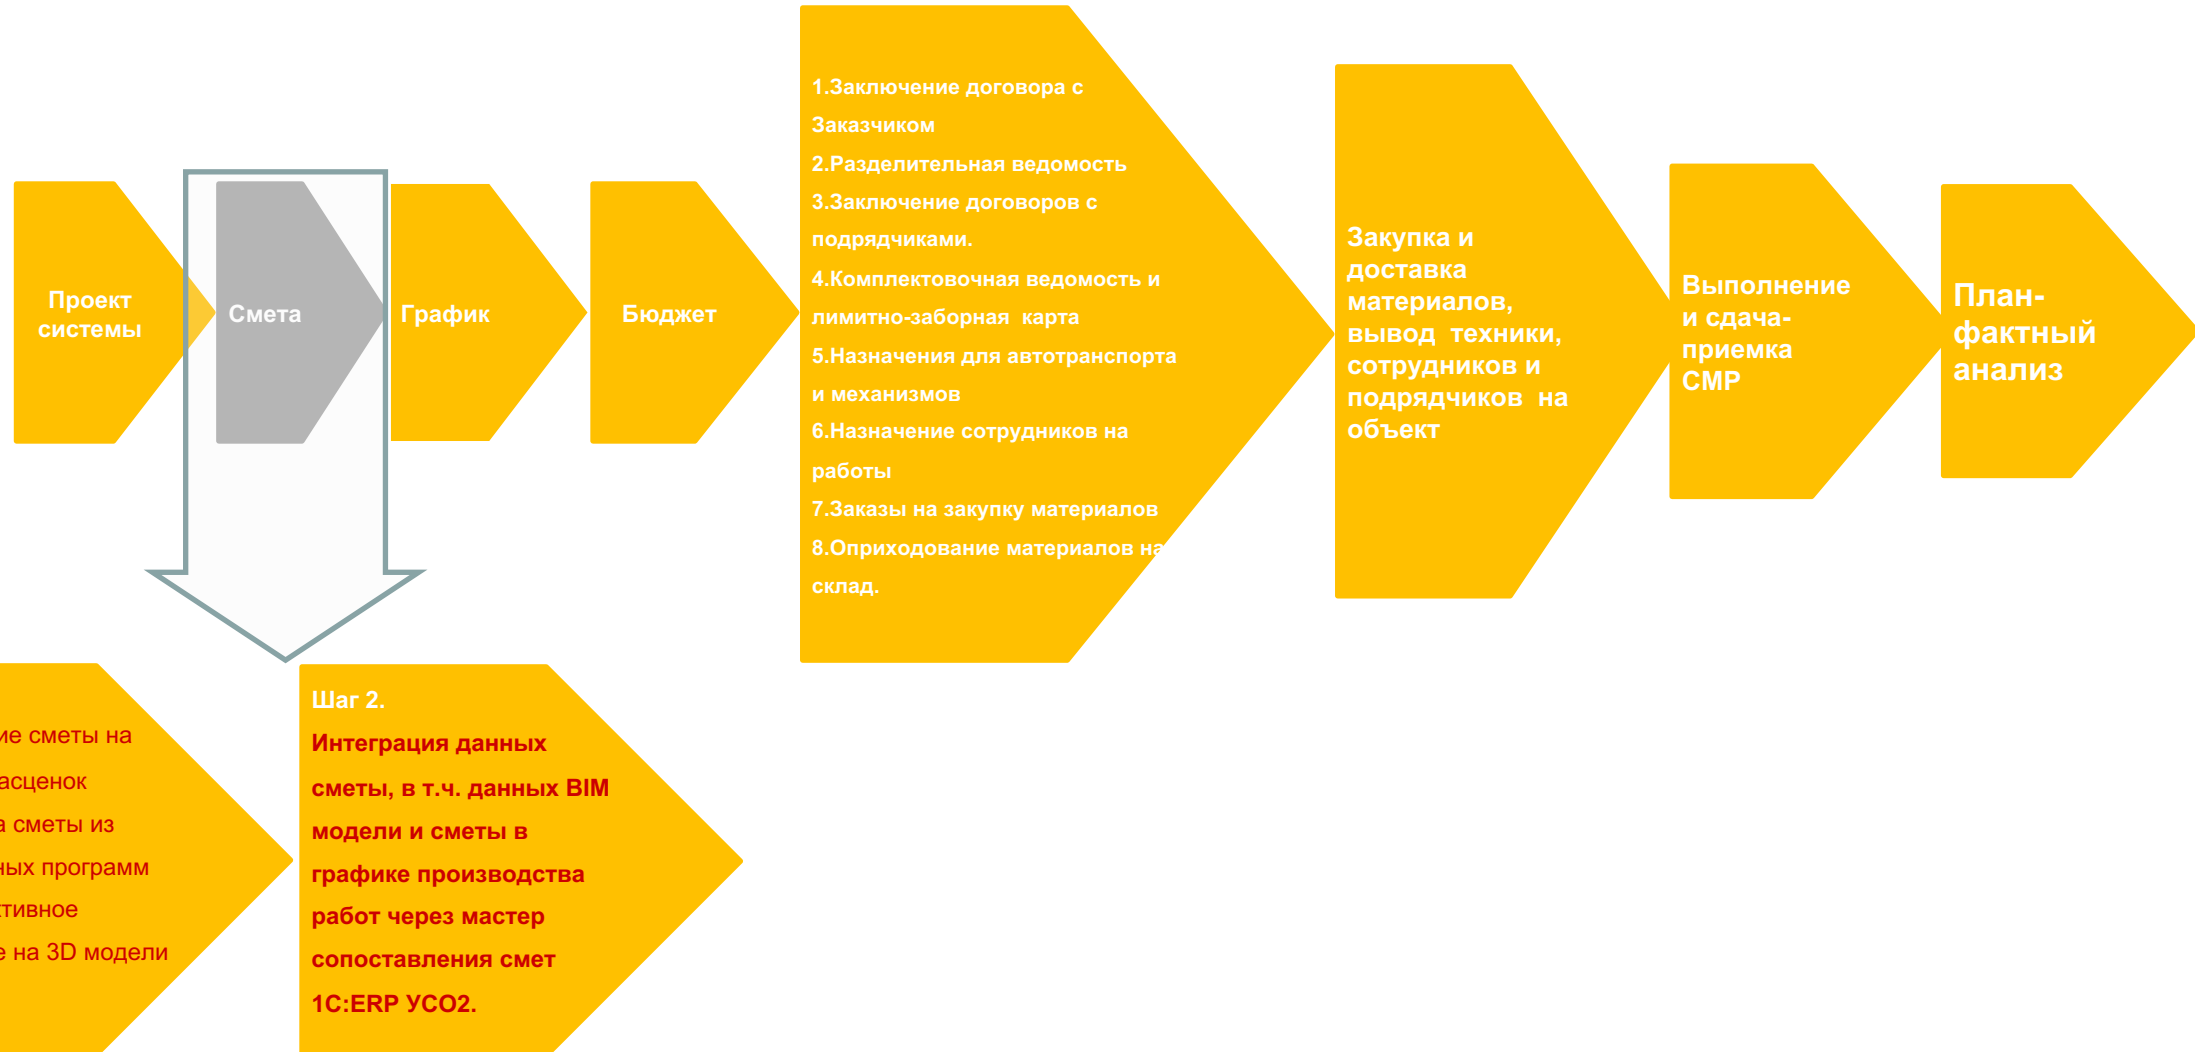 Проект
системы
Смета
График
Бюджет
1.Заключение договора с
Заказчиком
2.Разделительная ведомость
3.Заключение договоров с
подрядчиками.
4.Комплектовочная ведомость и
лимитно-заборная карта
5.Назначения для автотранспорта
и механизмов
6.Назначение сотрудников на
работы
7.Заказы на закупку материалов
8.Оприходование материалов на
склад.
Закупка и
доставка
материалов,
вывод техники,
сотрудников и
подрядчиков на
объект
Выполнение
и сдача-
приемка
СМР
План-
фактный
анализ
сметы на
сметы из
программ
на 3D модели
Шаг 2.
Интеграция данных
сметы, в т.ч. данных BIM
модели и сметы в
графике производства
работ через мастер
сопоставления смет
1С:ERP УСО2.